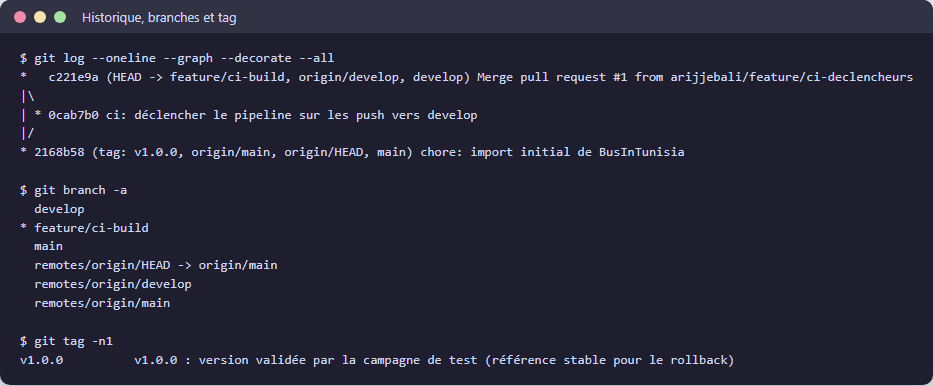 Historique, branches et tag
$ git log --oneline --graph --decorate --all
*   c221e9a (HEAD -> feature/ci-build, origin/develop, develop) Merge pull request #1 from arijjebali/feature/ci-declencheurs
|\
| * 0cab7b0 ci: déclencher le pipeline sur les push vers develop
|/
* 2168b58 (tag: v1.0.0, origin/main, origin/HEAD, main) chore: import initial de BusInTunisia
$ git branch -a
  develop
* feature/ci-build
  main
  remotes/origin/HEAD -> origin/main
  remotes/origin/develop
  remotes/origin/main
$ git tag -n1
v1.0.0          v1.0.0 : version validée par la campagne de test (référence stable pour le rollback)